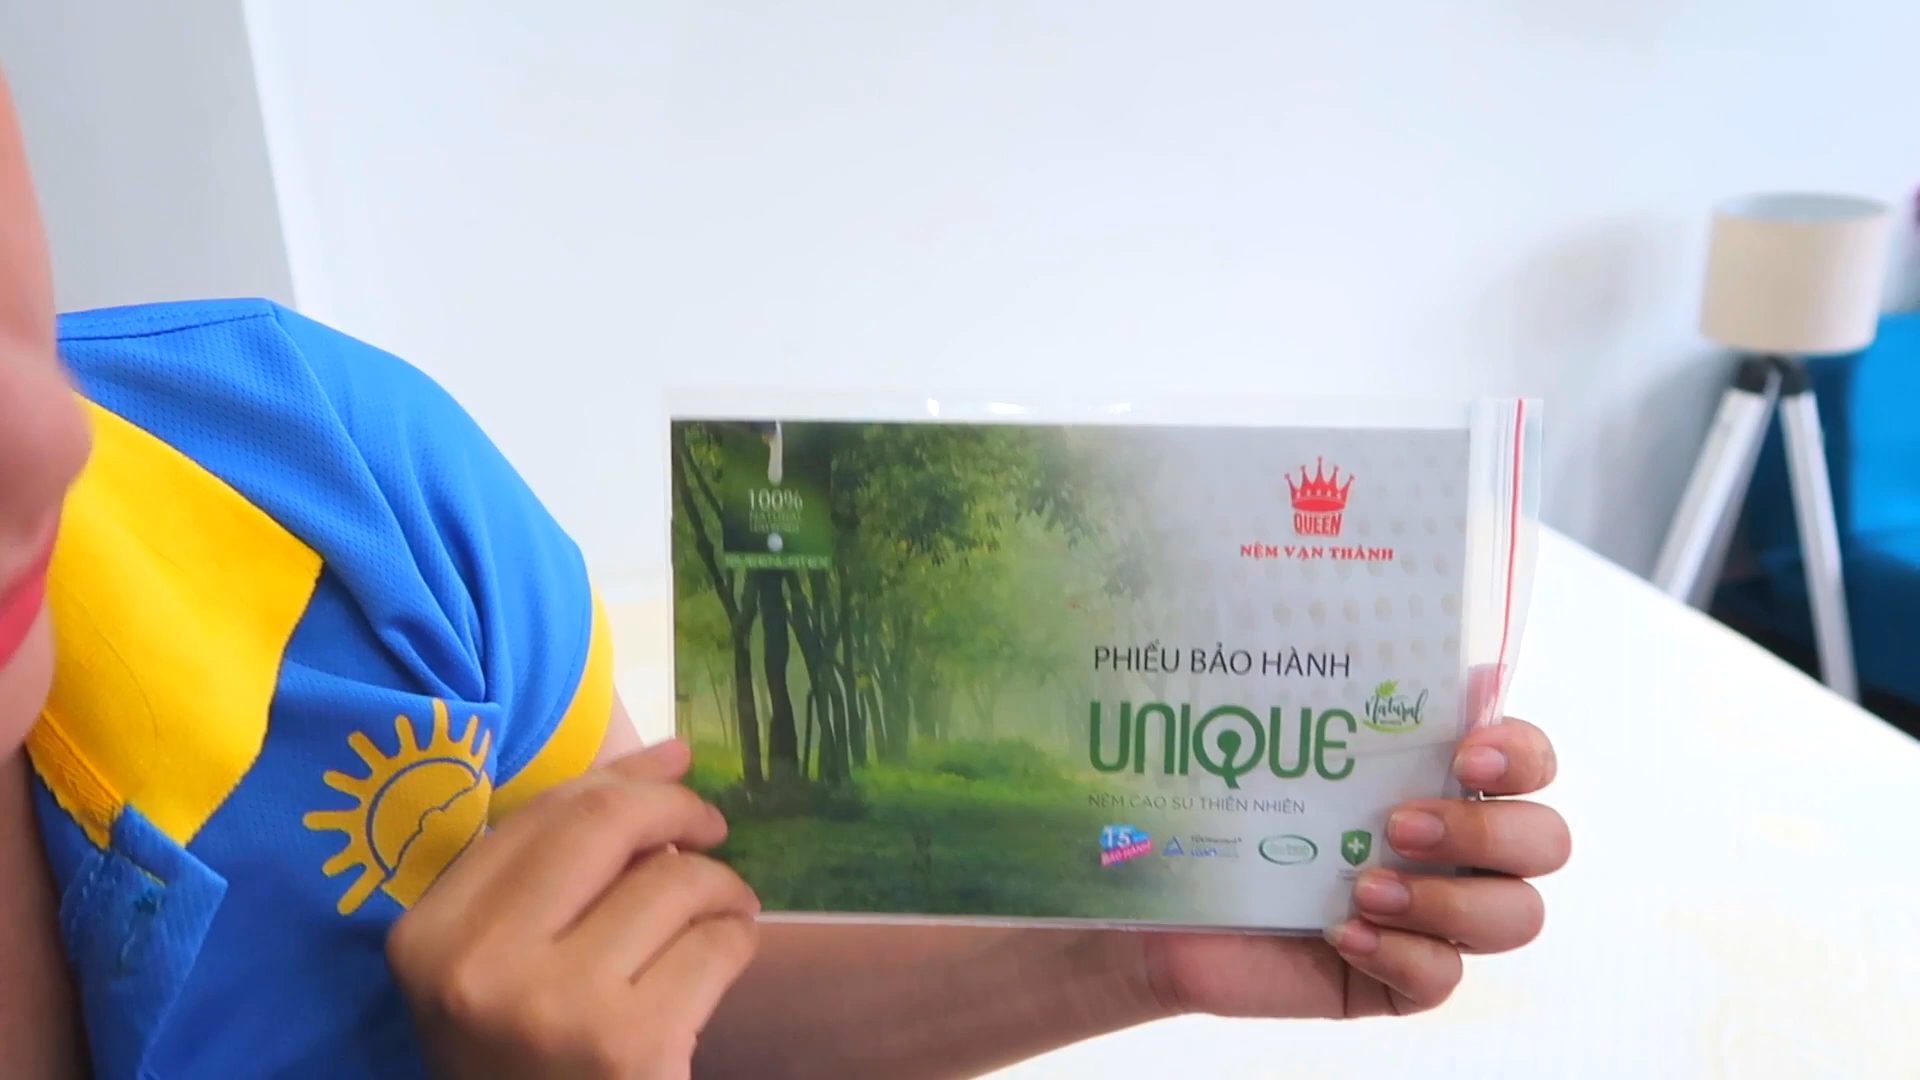 100%
QUEEN
NỆM VẠN THÀNH
PHIẾU BẢO HÀNH
UNIQUE
Natural
NỆM CAO SU THIÊN NHIÊN
15
BẢO HÀNH